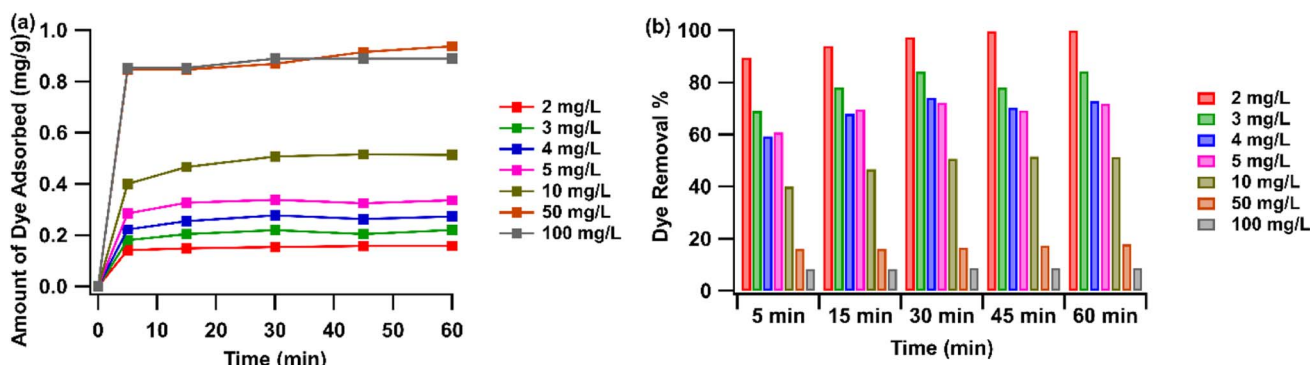 (a)
Amount of Dye Adsorbed (mg/g)
1.0
0.8
0.6
0.4
0.2
0.0
0 10 20 30 40 50 60
Time (min)
2 mg/L
3 mg/L
4 mg/L
5 mg/L
10 mg/L
50 mg/L
100 mg/L
(b)
Dye Removal %
100
80
60
40
20
0
5 min 15 min 30 min 45 min 60 min
Time (min)
2 mg/L
3 mg/L
4 mg/L
5 mg/L
10 mg/L
50 mg/L
100 mg/L